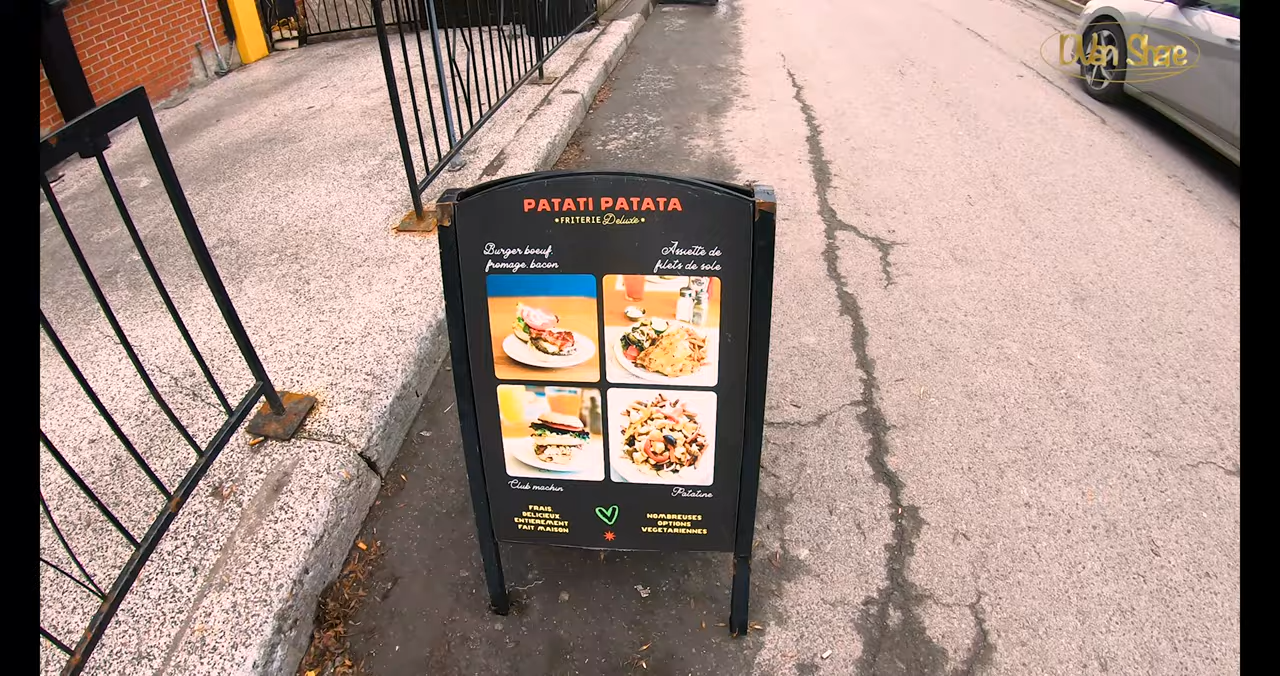 PATATI PATATA
•FRITERIE Deluxe•
Burger boeuf,
fromage, bacon
Assiette de
filets de sole
Club machin
Patatine
FRAIS,
DELICIEUX,
ENTIEREMENT
FAIT MAISON
NOMBREUSES
OPTIONS
VEGETARIENNES